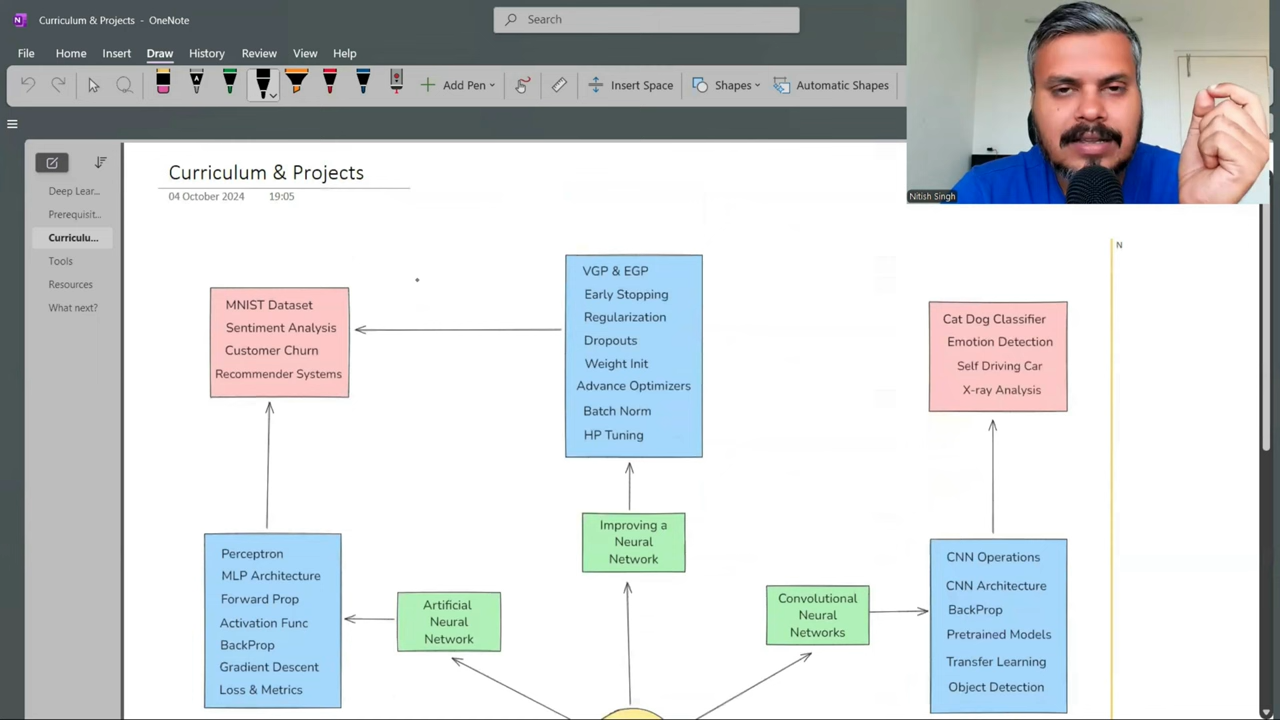 Curriculum & Projects - OneNote
Search
File Home Insert Draw History Review View Help
Add Pen Insert Space Shapes Automatic Shapes
Nitish Singh
Deep Lear...
Prerequisit...
Curriculu...
Tools
Resources
What next?
Curriculum & Projects
04 October 2024 19:05
N
MNIST Dataset
Sentiment Analysis
Customer Churn
Recommender Systems
VGP & EGP
Early Stopping
Regularization
Dropouts
Weight Init
Advance Optimizers
Batch Norm
HP Tuning
Cat Dog Classifier
Emotion Detection
Self Driving Car
X-ray Analysis
Improving a
Neural
Network
Perceptron
MLP Architecture
Forward Prop
Activation Func
BackProp
Gradient Descent
Loss & Metrics
Artificial
Neural
Network
Convolutional
Neural
Networks
CNN Operations
CNN Architecture
BackProp
Pretrained Models
Transfer Learning
Object Detection